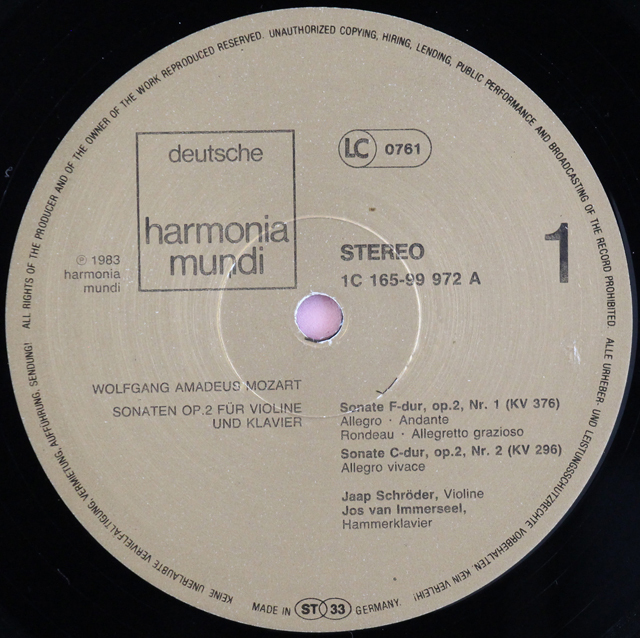 ALL RIGHTS OF THE PRODUCER AND OF THE OWNER OF THE WORK REPRODUCED RESERVED. UNAUTHORIZED COPYING, HIRING, LENDING, PUBLIC PERFORMANCE AND BROADCASTING OF THE RECORD PROHIBITED. ALLE URHEBER- UND LEISTUNGSSCHUTZRECHTE VORBEHALTEN. KEIN VERLEIH!
KEINE UNERLAUBTE VERVIELFÄLTIGUNG, VERMIETUNG, AUFFÜHRUNG, SENDUNG!
deutsche
harmonia
mundi
LC 0761
℗ 1983
harmonia
mundi
STEREO
1C 165-99 972 A
1
WOLFGANG AMADEUS MOZART
SONATEN OP.2 FÜR VIOLINE
UND KLAVIER
Sonate F-dur, op.2, Nr. 1 (KV 376)
Allegro · Andante
Rondeau · Allegretto grazioso
Sonate C-dur, op.2, Nr. 2 (KV 296)
Allegro vivace
Jaap Schröder, Violine
Jos van Immerseel,
Hammerklavier
MADE IN ST 33 GERMANY.